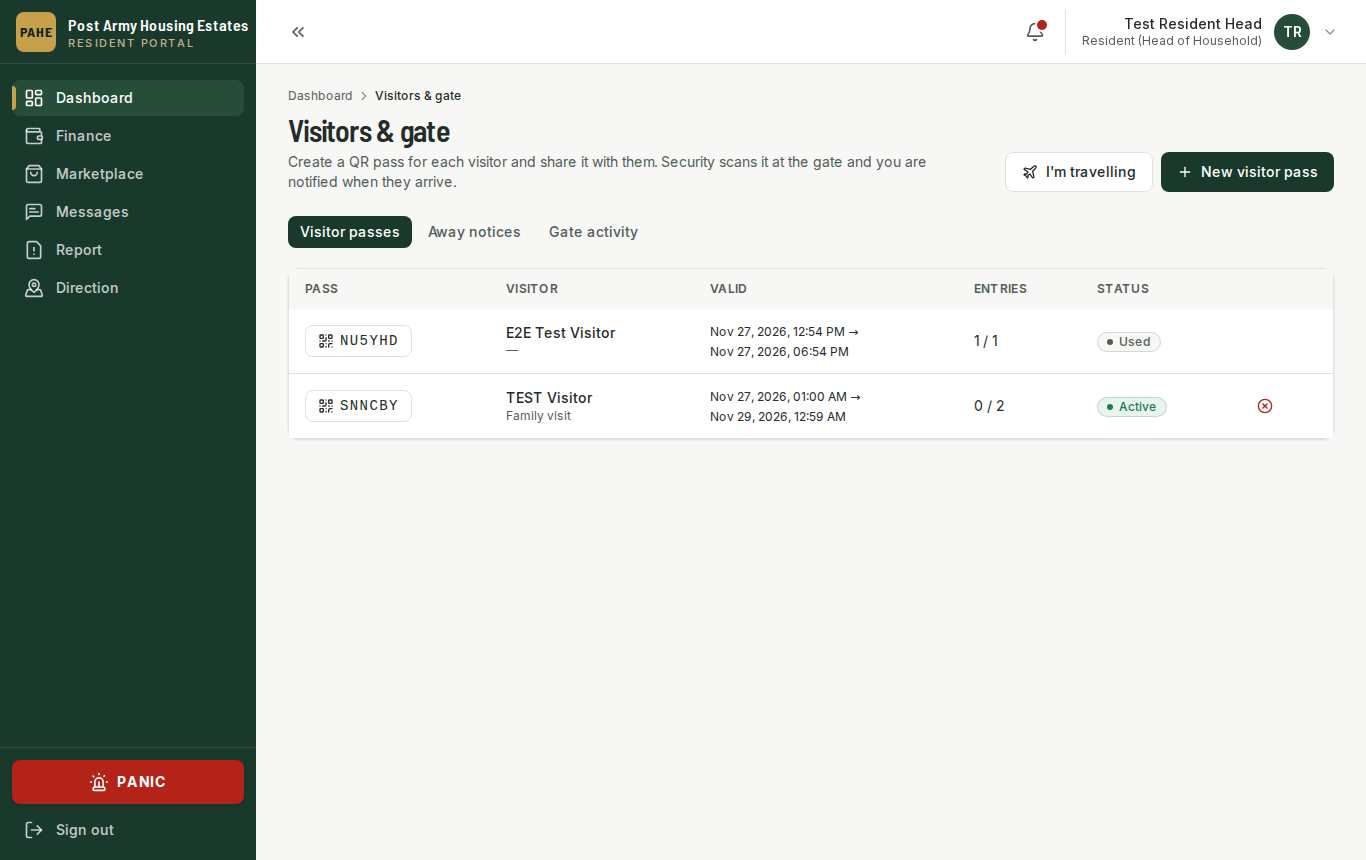 PAHE
Post Army Housing Estates
RESIDENT PORTAL
Dashboard
Finance
Marketplace
Messages
Report
Direction
PANIC
Sign out
Test Resident Head
Resident (Head of Household)
TR
Dashboard > Visitors & gate
Visitors & gate
Create a QR pass for each visitor and share it with them. Security scans it at the gate and you are
notified when they arrive.
I'm travelling
+ New visitor pass
Visitor passes Away notices Gate activity
PASS VISITOR VALID ENTRIES STATUS
NU5YHD E2E Test Visitor — Nov 27, 2026, 12:54 PM → Nov 27, 2026, 06:54 PM 1 / 1 Used
SNNCBY TEST Visitor Family visit Nov 27, 2026, 01:00 AM → Nov 29, 2026, 12:59 AM 0 / 2 Active